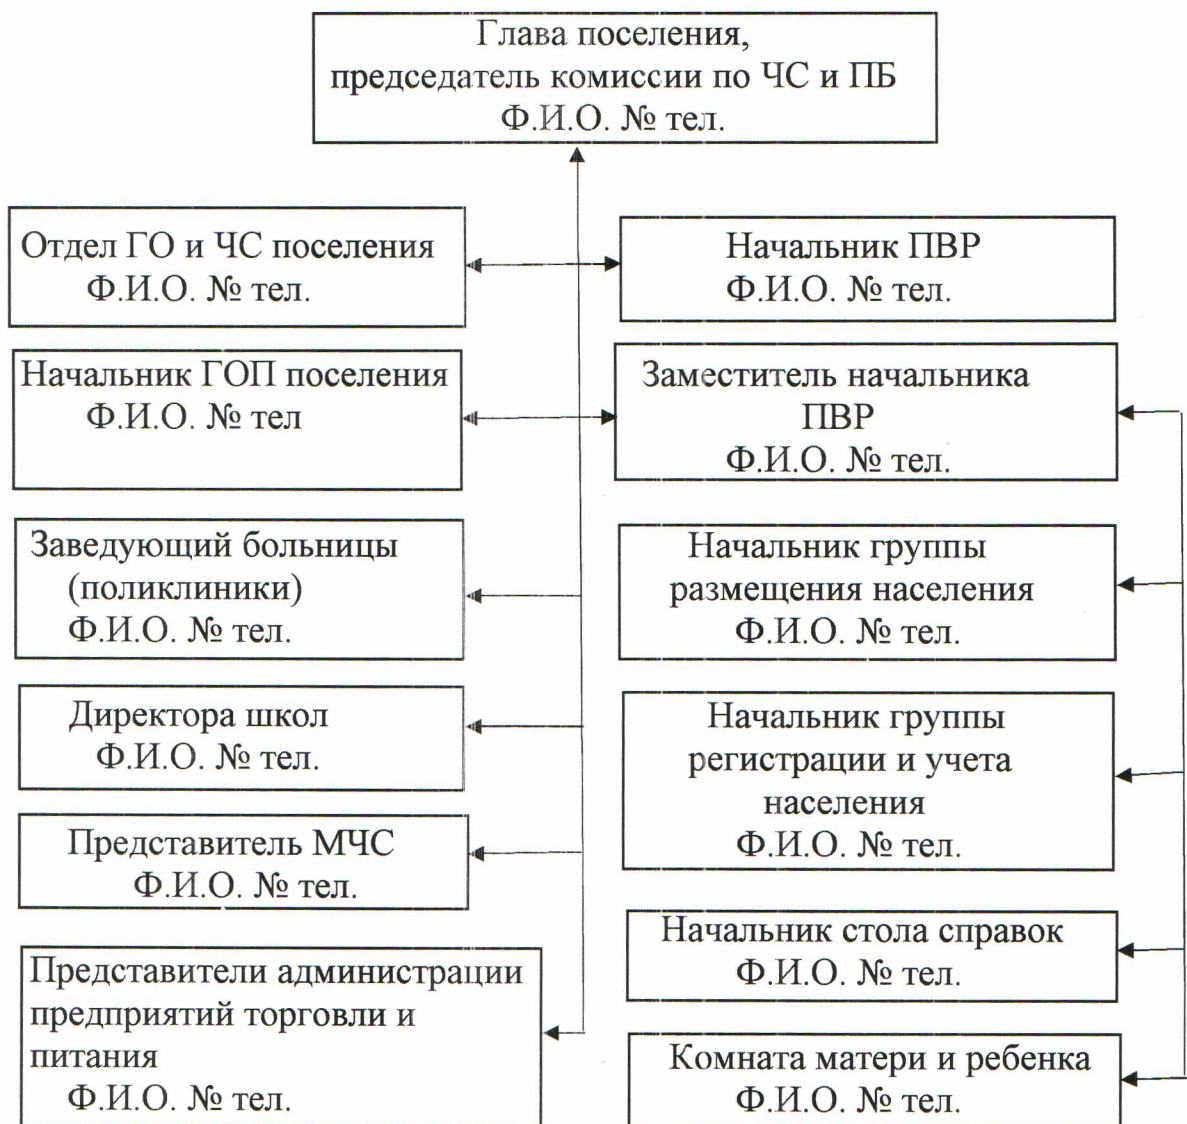 Глава поселения,
председатель комиссии по ЧС и ПБ
Ф.И.О. № тел.
Отдел ГО и ЧС поселения
Ф.И.О. № тел.
Начальник ПВР
Ф.И.О. № тел.
Начальник ГОП поселения
Ф.И.О. № тел
Заместитель начальника
ПВР
Ф.И.О. № тел.
Заведующий больницы
(поликлиники)
Ф.И.О. № тел.
Начальник группы
размещения населения
Ф.И.О. № тел.
Директора школ
Ф.И.О. № тел.
Начальник группы
регистрации и учета
населения
Ф.И.О. № тел.
Представитель МЧС
Ф.И.О. № тел.
Начальник стола справок
Ф.И.О. № тел.
Представители администрации
предприятий торговли и
питания
Ф.И.О. № тел.
Комната матери и ребенка
Ф.И.О. № тел.